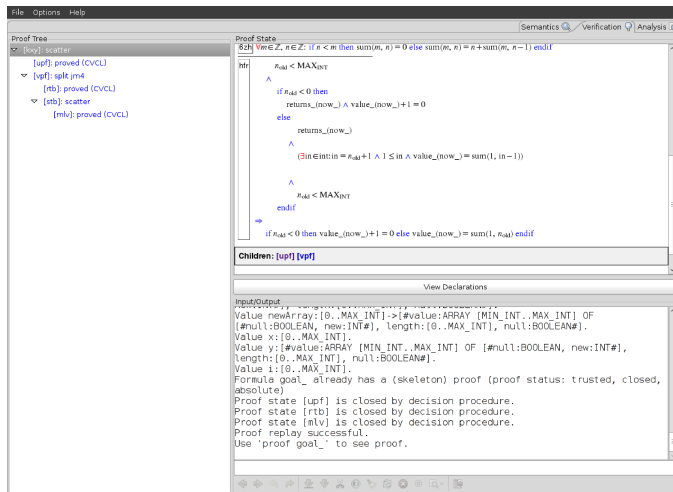 File Options Help
Semantics Verification Analysis
Proof Tree
[kxy]: scatter
[upf]: proved (CVCL)
[vpf]: split jm4
[rtb]: proved (CVCL)
[stb]: scatter
[mlv]: proved (CVCL)
Proof State
6zh ∀m∈ℤ, n∈ℤ: if n < m then sum(m, n) = 0 else sum(m, n) = n+sum(m, n−1) endif
hfr n_old < MAX_INT
∧
if n_old < 0 then
returns_(now_) ∧ value_(now_)+1 = 0
else
returns_(now_)
∧
(∃in∈int: in = n_old+1 ∧ 1 ≤ in ∧ value_(now_) = sum(1, in−1))
∧
n_old < MAX_INT
endif
⇒
if n_old < 0 then value_(now_)+1 = 0 else value_(now_) = sum(1, n_old) endif
Children: [upf] [vpf]
View Declarations
Input/Output
Value newArray:[0..MAX_INT]->[#value:ARRAY [MIN_INT..MAX_INT] OF
[#null:BOOLEAN, new:INT#], length:[0..MAX_INT], null:BOOLEAN#].
Value x:[0..MAX_INT].
Value y:[#value:ARRAY [MIN_INT..MAX_INT] OF [#null:BOOLEAN, new:INT#],
length:[0..MAX_INT], null:BOOLEAN#].
Value i:[0..MAX_INT].
Formula goal_ already has a (skeleton) proof (proof status: trusted, closed,
absolute)
Proof state [upf] is closed by decision procedure.
Proof state [rtb] is closed by decision procedure.
Proof state [mlv] is closed by decision procedure.
Proof replay successful.
Use 'proof goal_' to see proof.